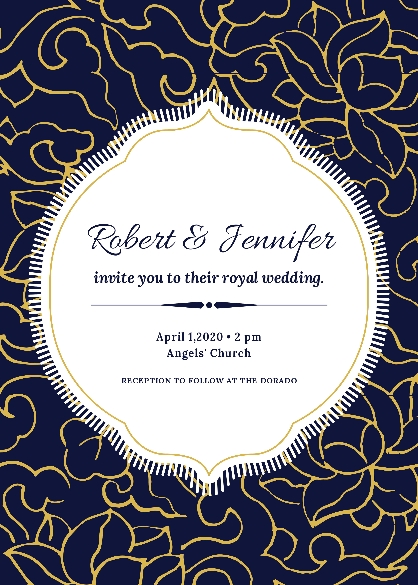 Robert & Jennifer
invite you to their royal wedding.
April 1,2020 • 2 pm
Angels' Church
RECEPTION TO FOLLOW AT THE DORADO